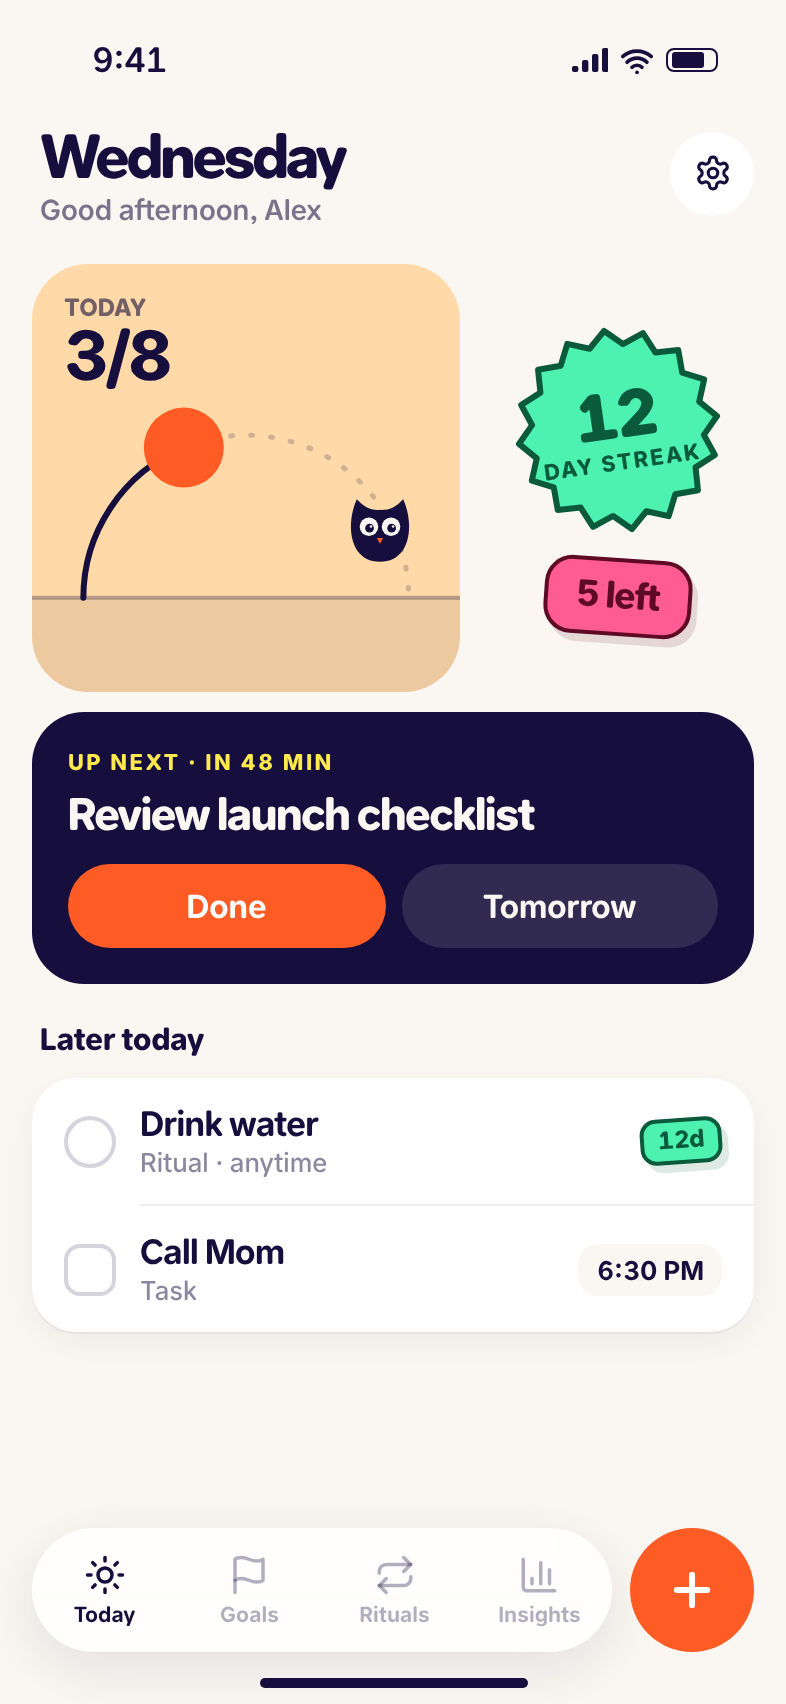 9:41
Wednesday
Good afternoon, Alex
TODAY
3/8
12
DAY STREAK
5 left
UP NEXT · IN 48 MIN
Review launch checklist
Done
Tomorrow
Later today
Drink water
Ritual · anytime
12d
Call Mom
Task
6:30 PM
Today
Goals
Rituals
Insights